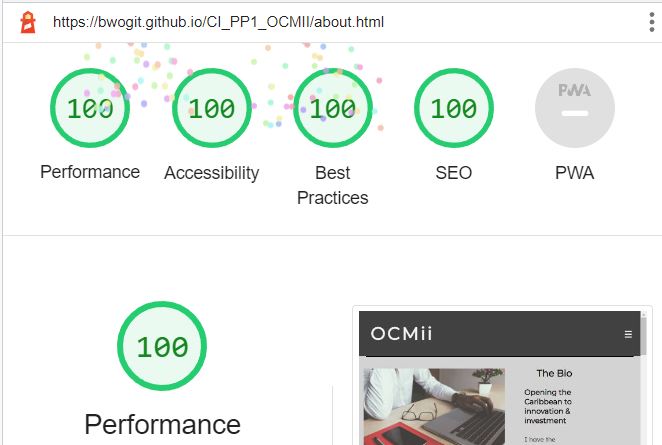 https://bwogit.github.io/CI_PP1_OCMII/about.html
100
100
100
100
PWA
Performance
Accessibility
Best
Practices
SEO
PWA
100
Performance
OCMii
The Bio
Opening the
Caribbean to
innovation &
investment
I have the